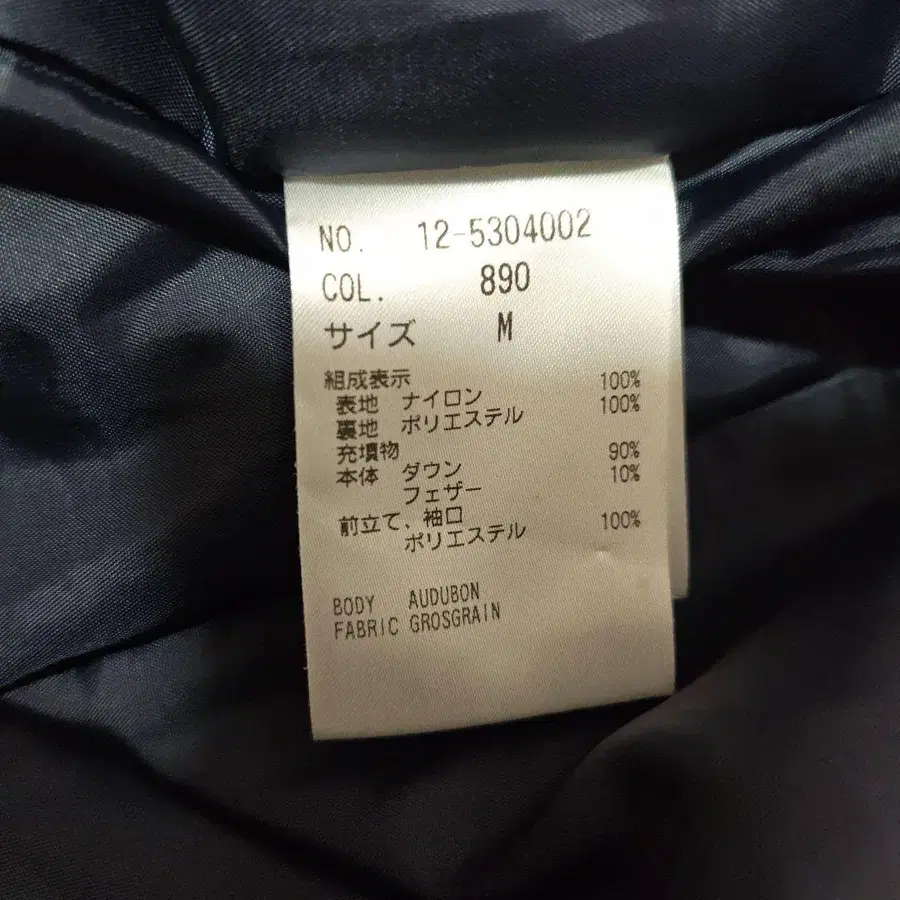 NO. 12-5304002
COL. 890
サイズ M
組成表示
表地 ナイロン 100%
裏地 ポリエステル 100%
充填物
本体 ダウン 90%
フェザー 10%
前立て、袖口
ポリエステル 100%
BODY AUDUBON
FABRIC GROSGRAIN